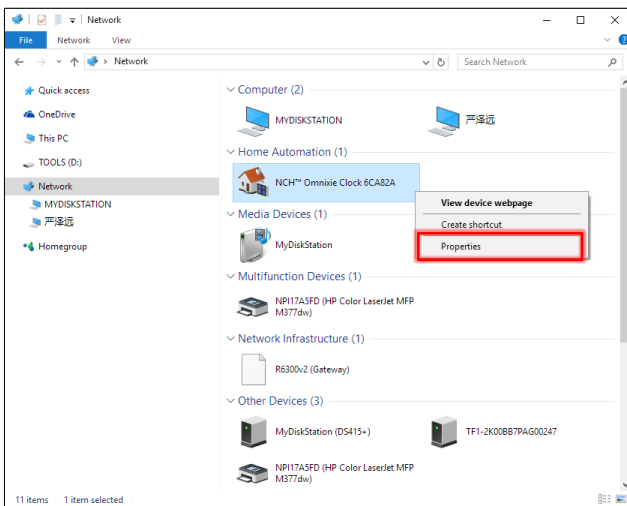 Network
File Network View
Network
Search Network
Quick access
OneDrive
This PC
TOOLS (D:)
Network
MYDISKSTATION
严泽远
Homegroup
Computer (2)
MYDISKSTATION
严泽远
Home Automation (1)
NCH™ Omnixie Clock 6CA82A
View device webpage
Create shortcut
Properties
Media Devices (1)
MyDiskStation
Multifunction Devices (1)
NPI17A5FD (HP Color LaserJet MFP
M377dw)
Network Infrastructure (1)
R6300v2 (Gateway)
Other Devices (3)
MyDiskStation (DS415+)
TF1-2K00BB7PAG00247
NPI17A5FD (HP Color LaserJet MFP
M377dw)
11 items 1 item selected